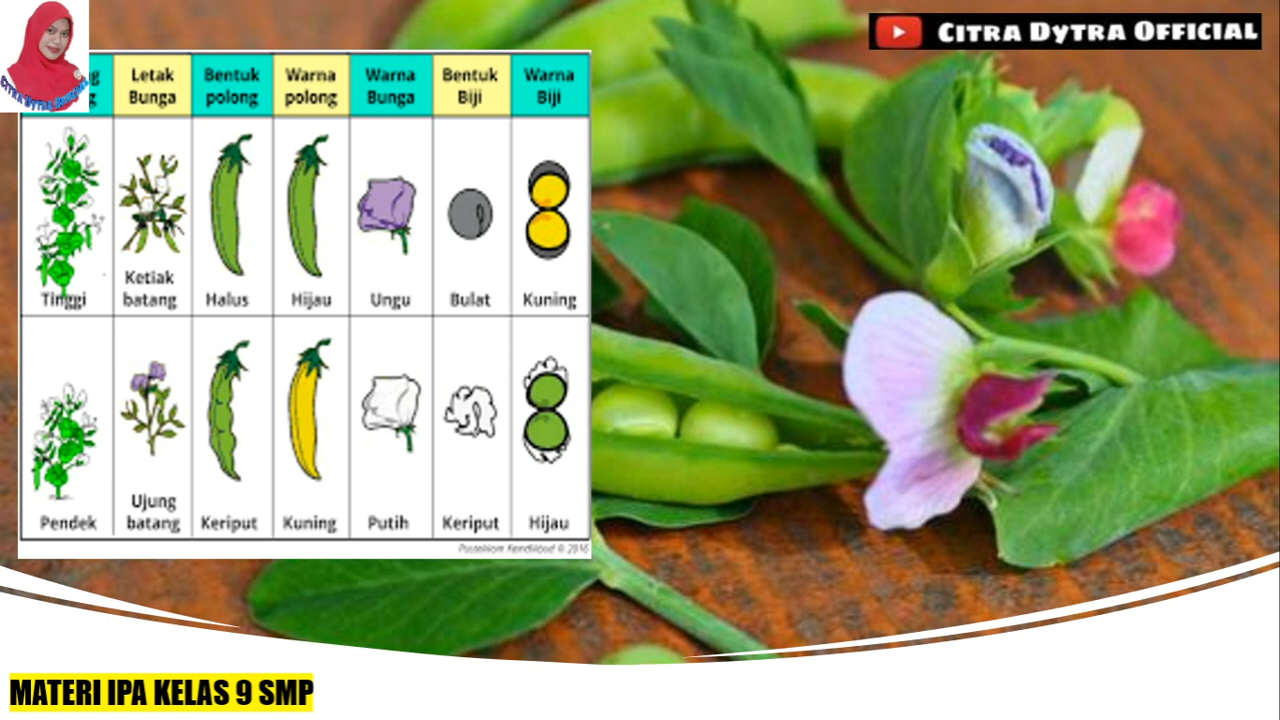 CITRA DYTRA OFFICIAL
Letak Bunga
Bentuk polong
Warna polong
Warna Bunga
Bentuk Biji
Warna Biji
Tinggi
Ketiak batang
Halus
Hijau
Ungu
Bulat
Kuning
Pendek
Ujung batang
Keriput
Kuning
Putih
Keriput
Hijau
MATERI IPA KELAS 9 SMP